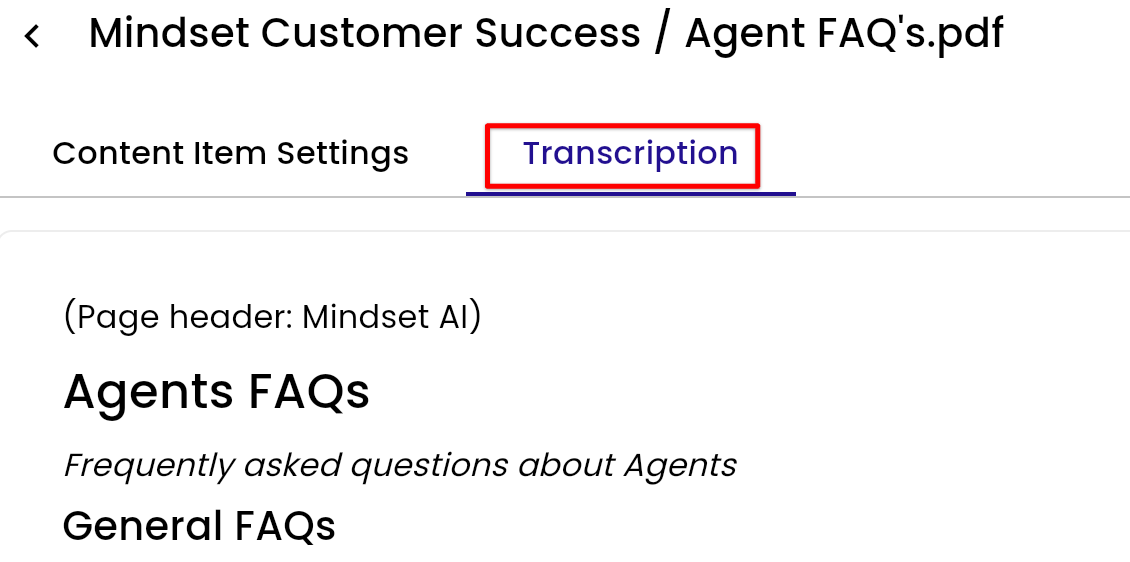 Mindset Customer Success / Agent FAQ's.pdf
Content Item Settings
Transcription
(Page header: Mindset AI)
Agents FAQs
Frequently asked questions about Agents
General FAQs